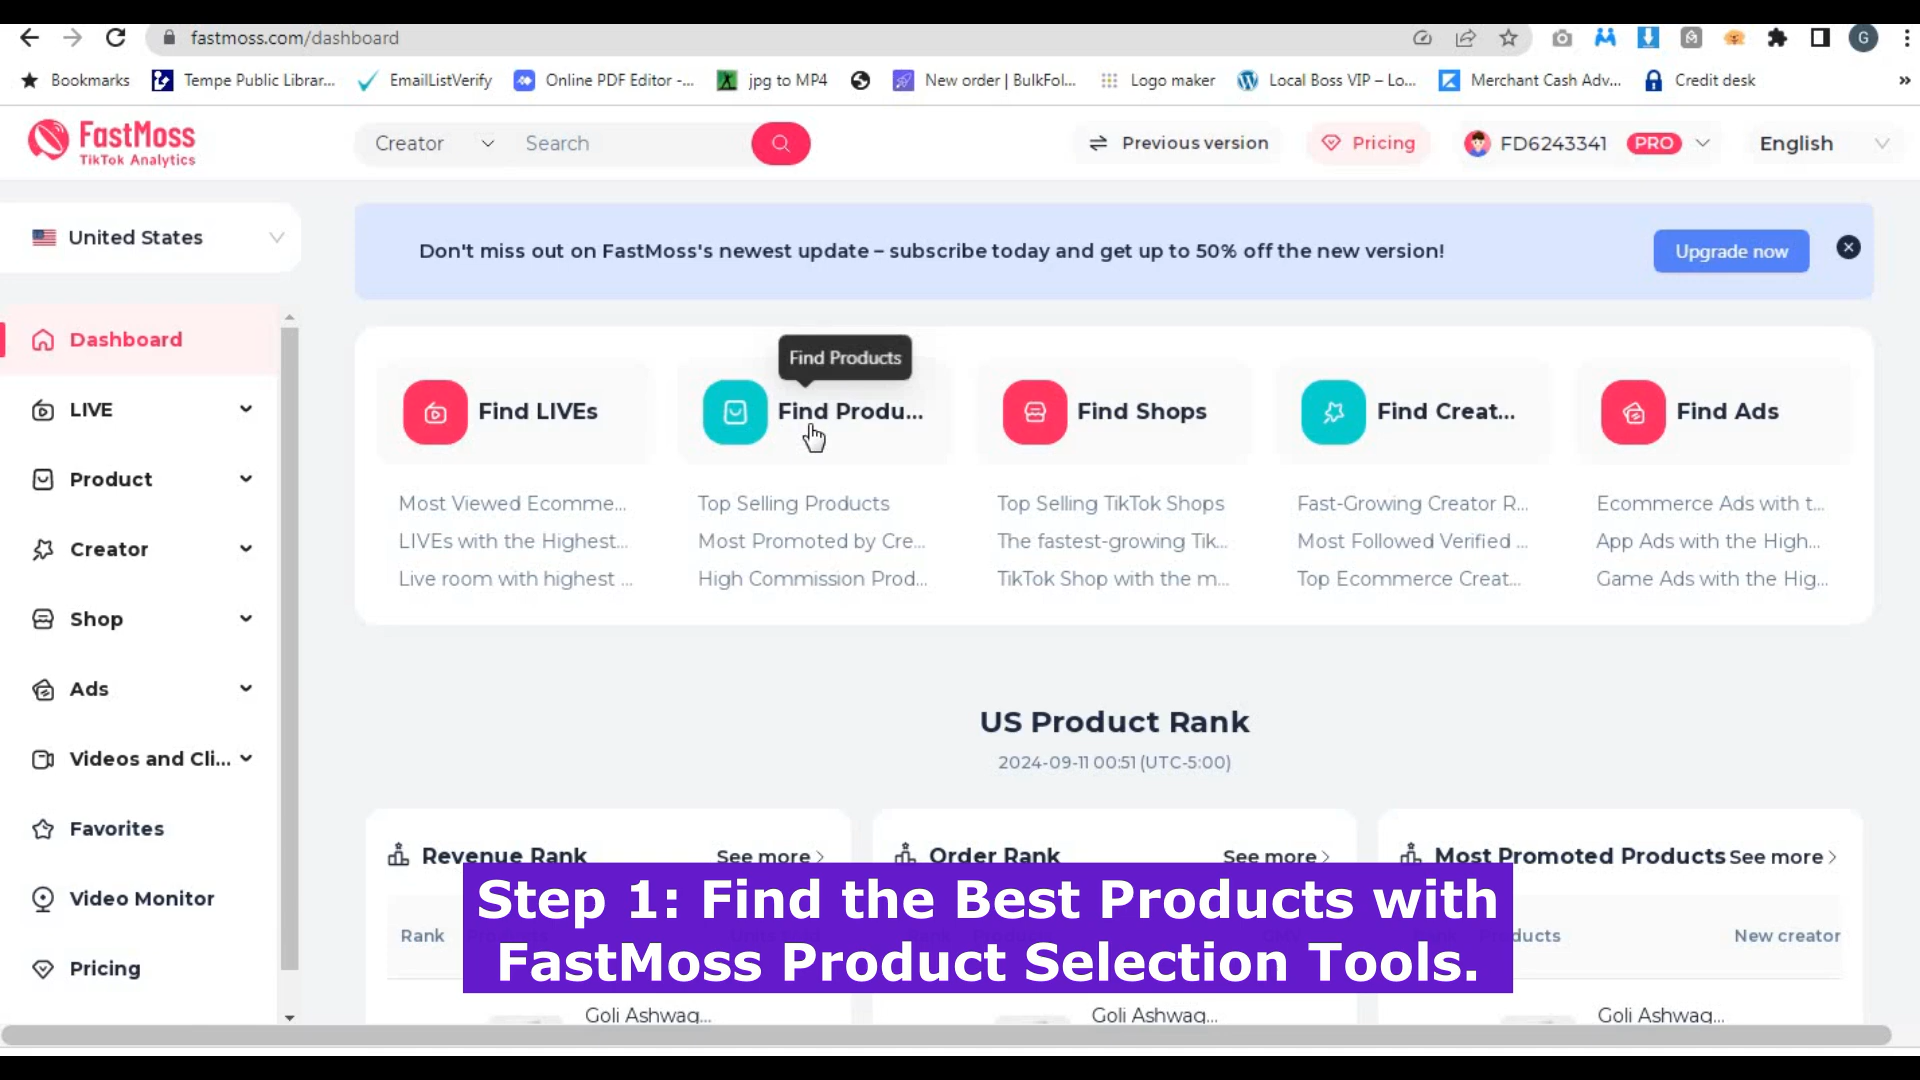 fastmoss.com/dashboard
G
Bookmarks
Tempe Public Librar...
EmailListVerify
Online PDF Editor -...
jpg to MP4
New order | BulkFol...
Logo maker
Local Boss VIP – Lo...
Merchant Cash Adv...
Credit desk
»
FastMoss
TikTok Analytics
Creator
Search
Previous version
Pricing
FD6243341
PRO
English
United States
Don't miss out on FastMoss's newest update – subscribe today and get up to 50% off the new version!
Upgrade now
Dashboard
LIVE
Product
Creator
Shop
Ads
Videos and Cli...
Favorites
Video Monitor
Pricing
Find Products
Find LIVEs
Find Produ...
Find Shops
Find Creat...
Find Ads
Most Viewed Ecomme...
Top Selling Products
Top Selling TikTok Shops
Fast-Growing Creator R...
Ecommerce Ads with t...
LIVEs with the Highest...
Most Promoted by Cre...
The fastest-growing Tik...
Most Followed Verified ...
App Ads with the High...
Live room with highest ...
High Commission Prod...
TikTok Shop with the m...
Top Ecommerce Creat...
Game Ads with the Hig...
US Product Rank
2024-09-11 00:51 (UTC-5:00)
Revenue Rank
See more
Order Rank
See more
Most Promoted Products
See more
Rank
New creator
Step 1: Find the Best Products with
FastMoss Product Selection Tools.
Goli Ashwag...
Goli Ashwag...
Goli Ashwag...